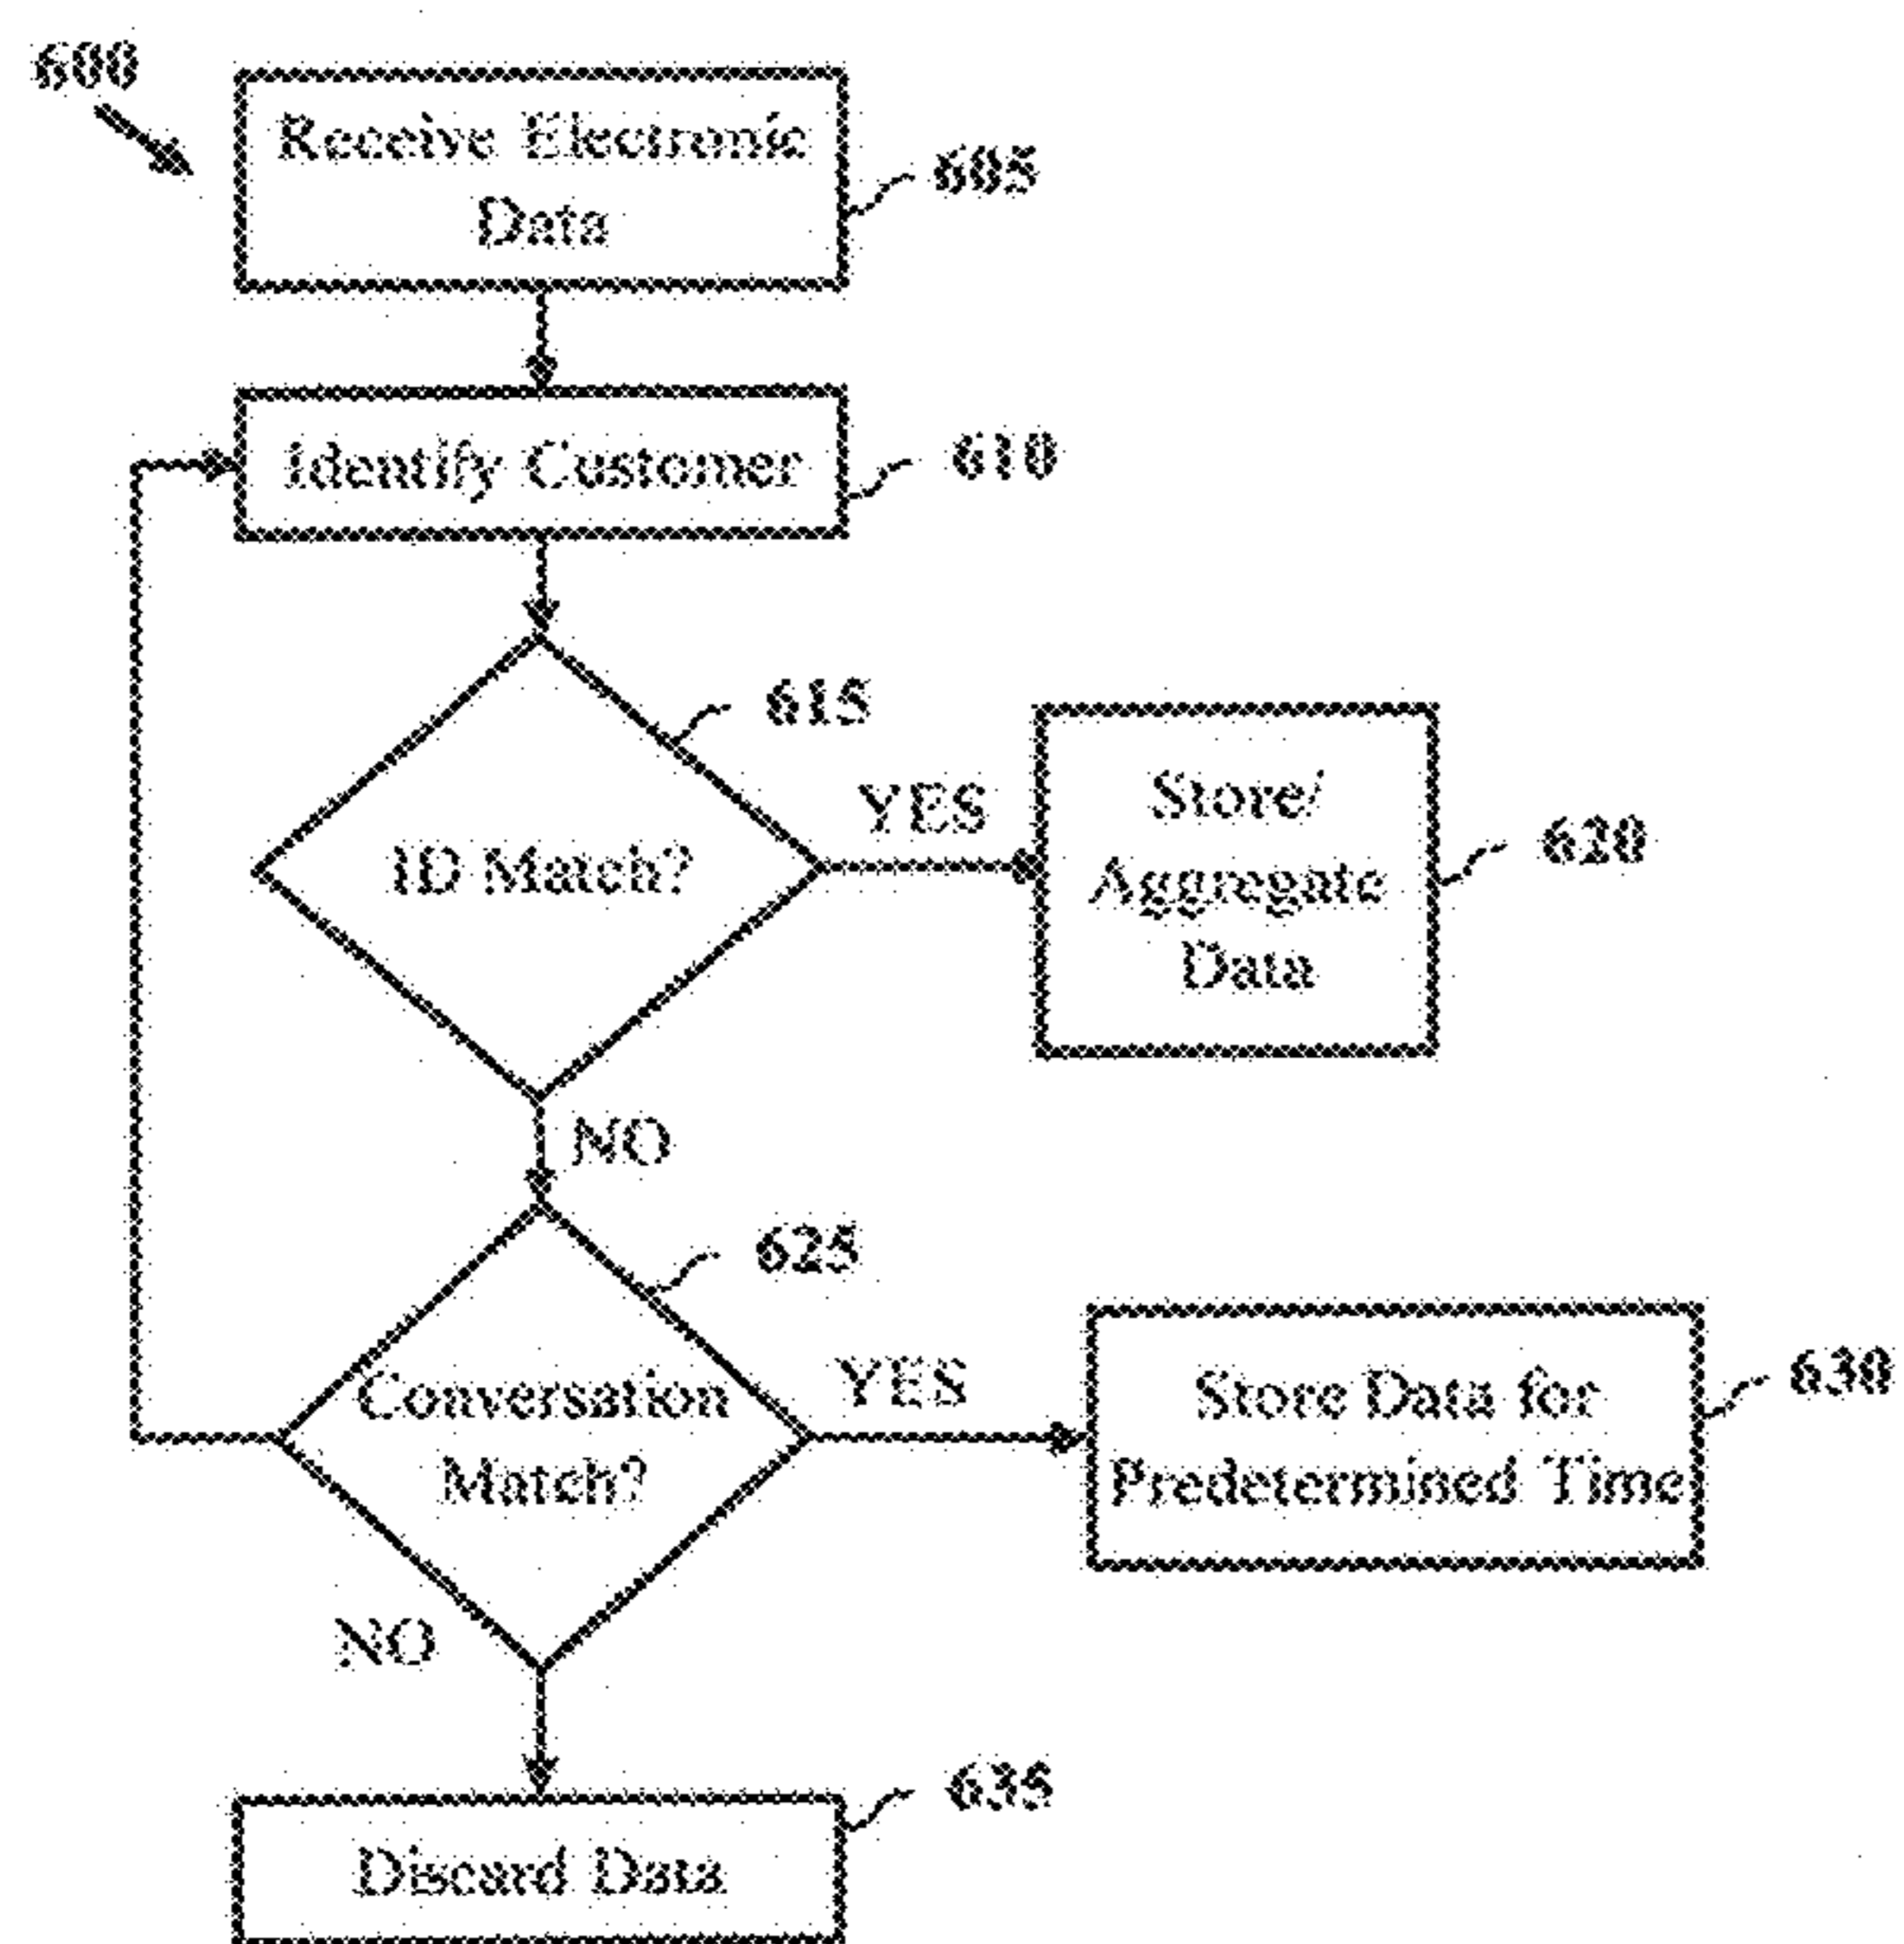 600
Receive Electronic
Data
605
Identify Customer
610
615
ID Match?
YES
Store/
Aggregate
Data
620
NO
625
Conversation
Match?
YES
Store Data for
Predetermined Time
630
NO
635
Discard Data